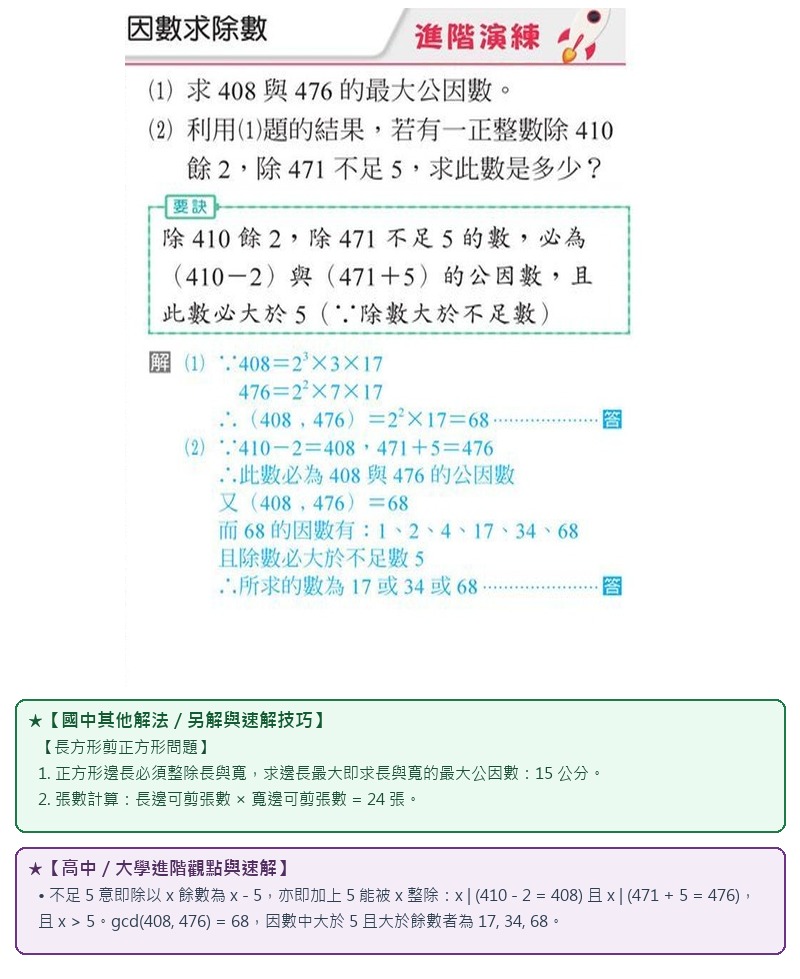 因數求除數
進階演練
⑴ 求 408 與 476 的最大公因數。
⑵ 利用⑴題的結果，若有一正整數除 410
餘 2，除 471 不足 5，求此數是多少？
要訣
除 410 餘 2，除 471 不足 5 的數，必為
（410－2）與（471＋5）的公因數，且
此數必大於 5（∵除數大於不足數）
解 ⑴ ∵408＝2³×3×17
476＝2²×7×17
∴（408，476）＝2²×17＝68 ………………… 答
⑵ ∵410－2＝408，471＋5＝476
∴此數必為 408 與 476 的公因數
又（408，476）＝68
而 68 的因數有：1、2、4、17、34、68
且除數必大於不足數 5
∴所求的數為 17 或 34 或 68 ………………… 答
★【國中其他解法 / 另解與速解技巧】
【長方形剪正方形問題】
1. 正方形邊長必須整除長與寬，求邊長最大即求長與寬的最大公因數：15 公分。
2. 張數計算：長邊可剪張數 × 寬邊可剪張數 = 24 張。
★【高中 / 大學進階觀點與速解】
• 不足 5 意即除以 x 餘數為 x - 5，亦即加上 5 能被 x 整除：x | (410 - 2 = 408) 且 x | (471 + 5 = 476)，
且 x > 5。gcd(408, 476) = 68，因數中大於 5 且大於餘數者為 17, 34, 68。